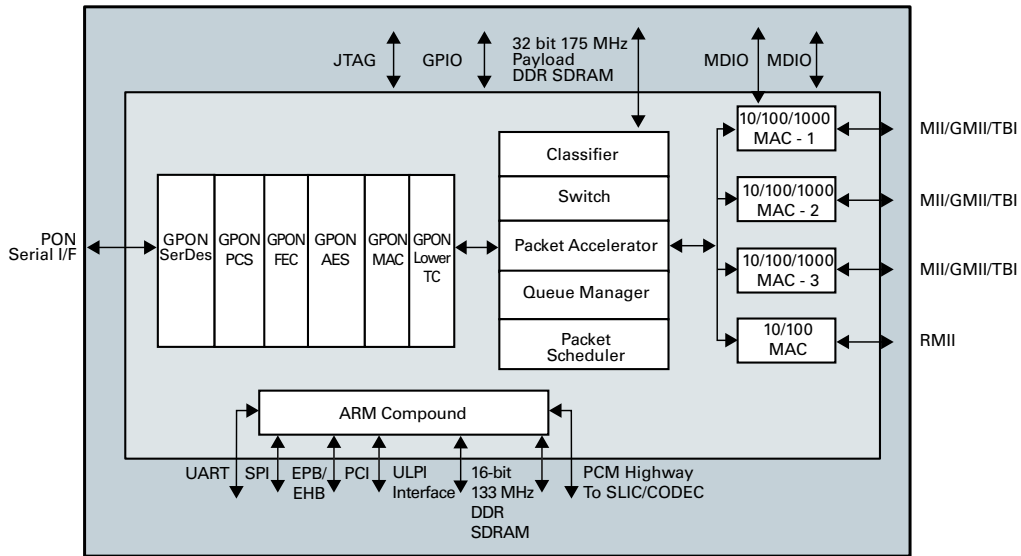 JTAG
GPIO
32 bit 175 MHz
Payload
DDR SDRAM
MDIO
MDIO
10/100/1000
MAC - 1
MII/GMII/TBI
Classifier
Switch
10/100/1000
MAC - 2
MII/GMII/TBI
PON
Serial I/F
GPON
SerDes
GPON
PCS
GPON
FEC
GPON
AES
GPON
MAC
GPON
Lower
TC
Packet Accelerator
10/100/1000
MAC - 3
MII/GMII/TBI
Queue Manager
Packet
Scheduler
10/100
MAC
RMII
ARM Compound
UART
SPI
EPB/
EHB
PCI
ULPI
Interface
16-bit
133 MHz
DDR
SDRAM
PCM Highway
To SLIC/CODEC